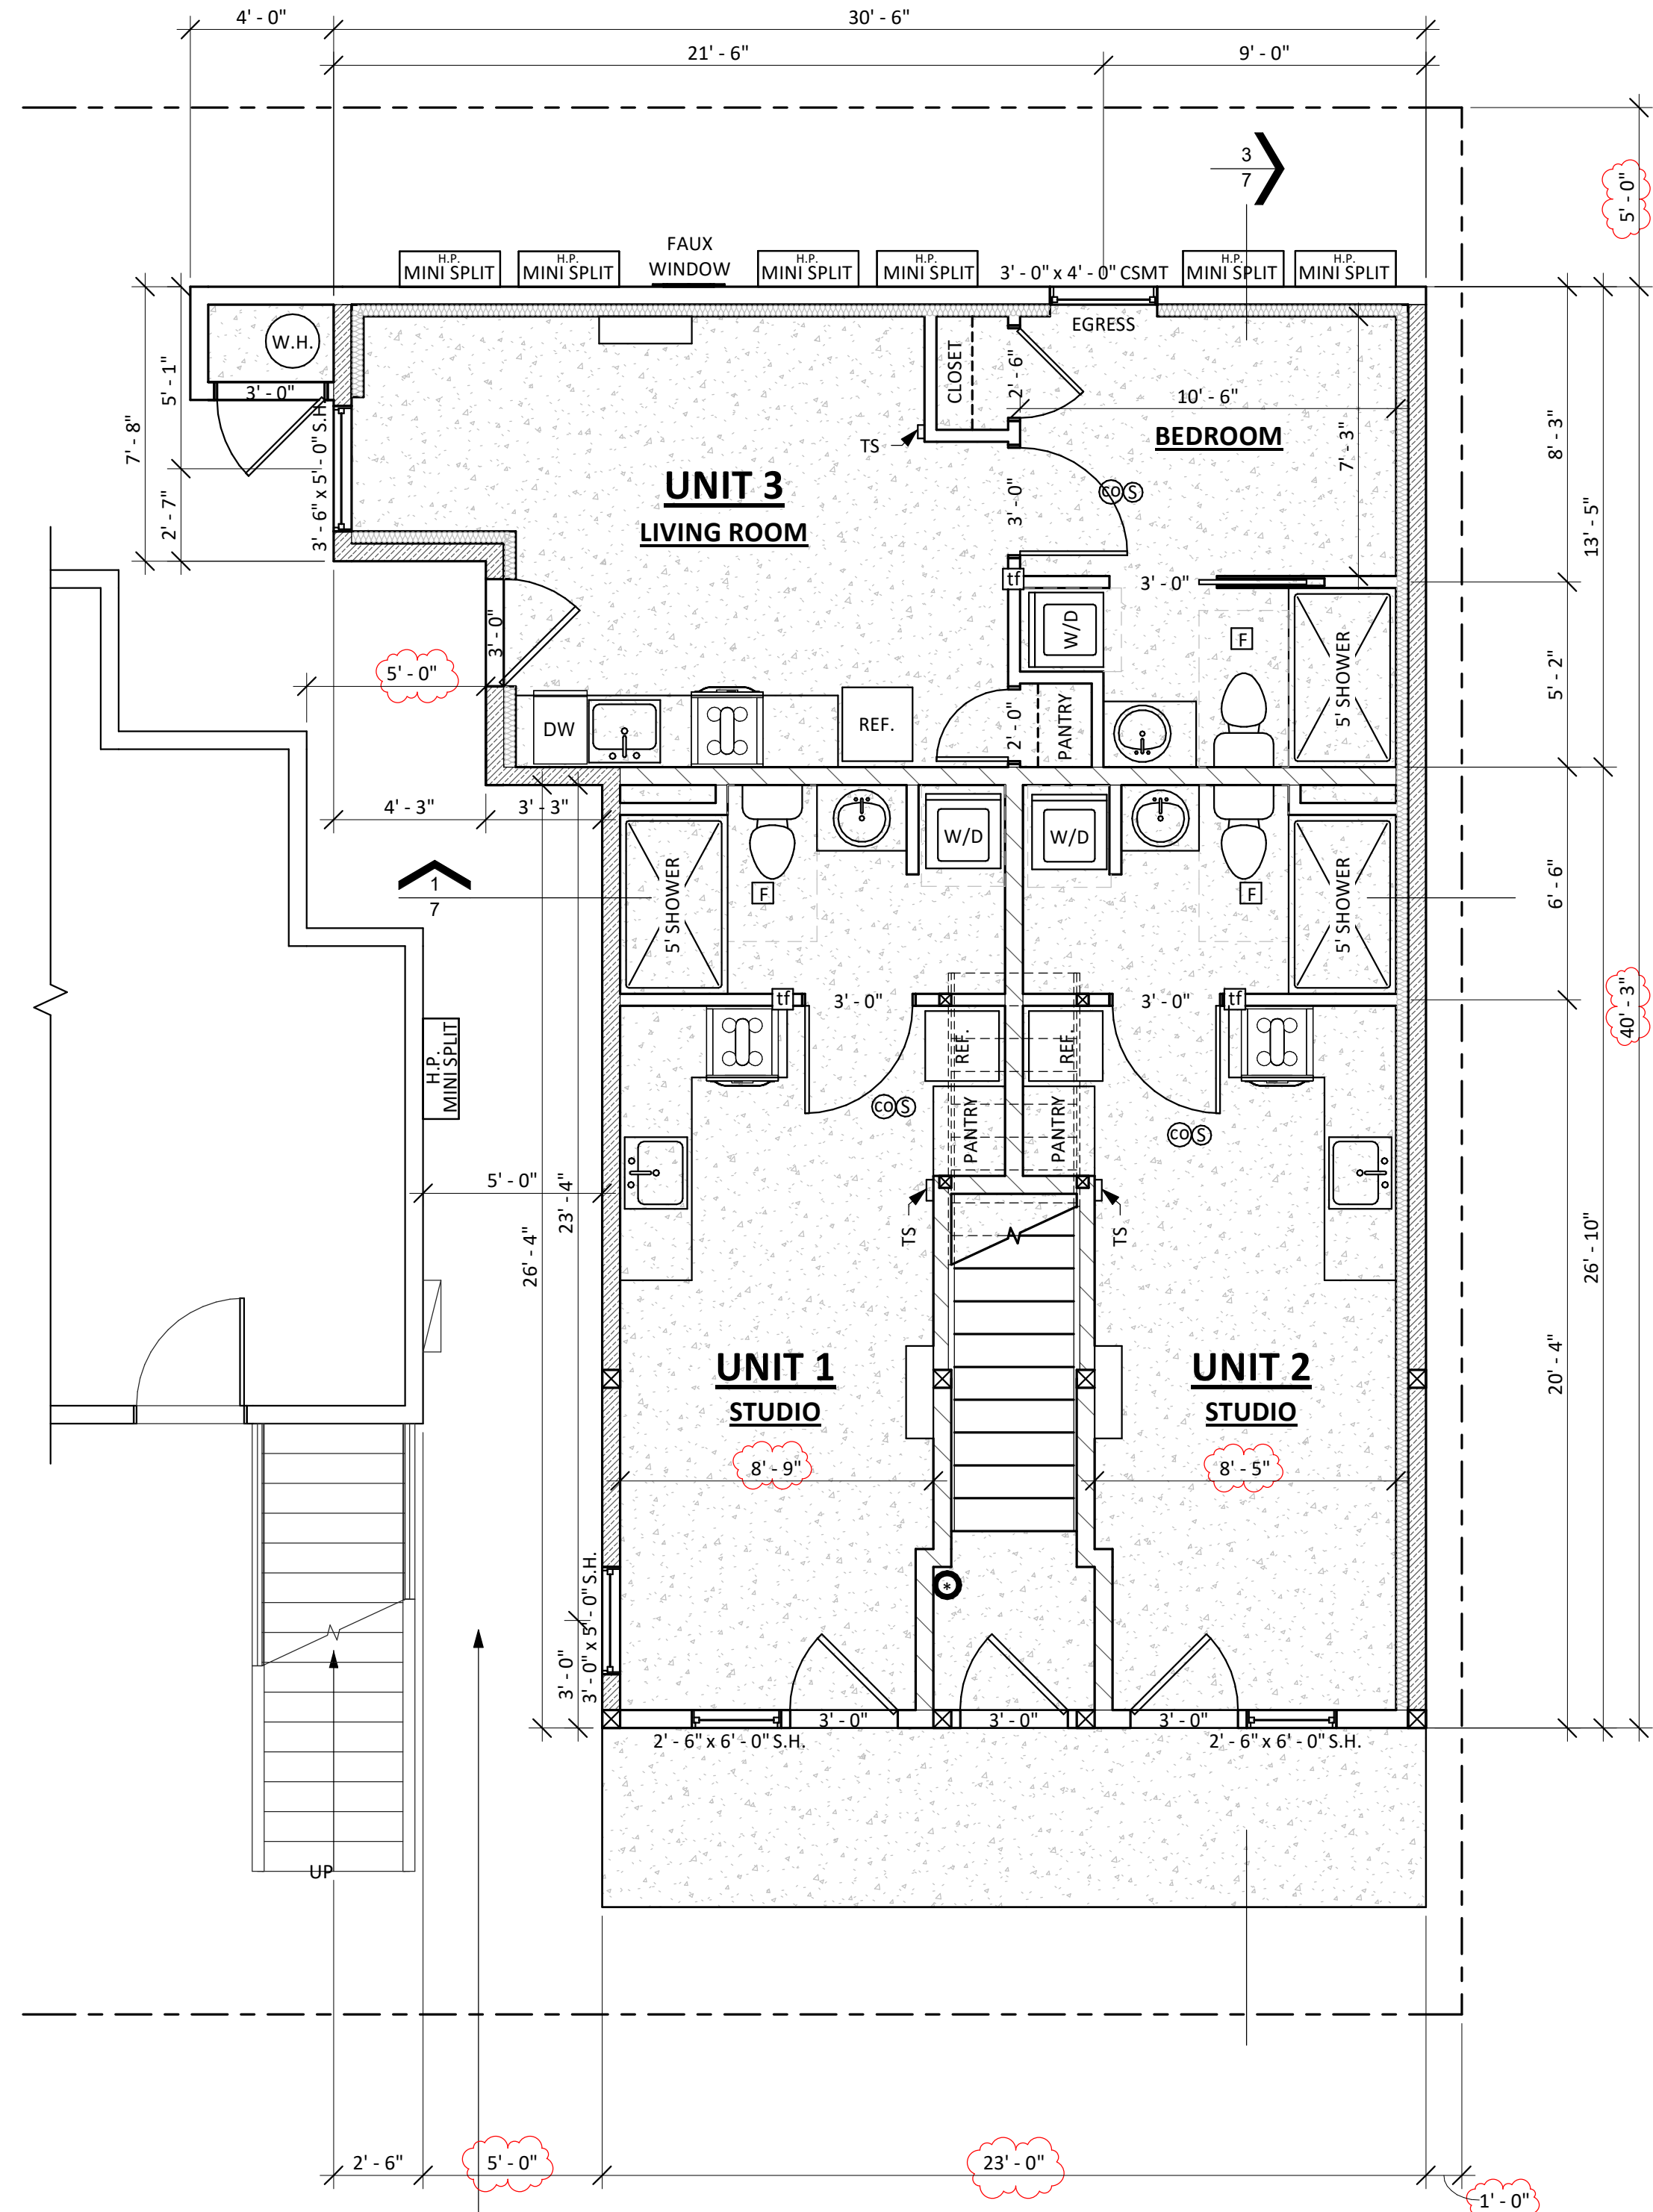 4' - 0"
30' - 6"
21' - 6"
9' - 0"
3
7
5' - 0"
H.P.
MINI SPLIT
H.P.
MINI SPLIT
FAUX
WINDOW
H.P.
MINI SPLIT
H.P.
MINI SPLIT
3' - 0" x 4' - 0" CSMT
H.P.
MINI SPLIT
H.P.
MINI SPLIT
EGRESS
W.H.
3' - 0"
5' - 1"
7' - 8"
2' - 7"
3' - 6" x 5' - 0" S.H.
CLOSET
2' - 6"
10' - 6"
BEDROOM
7' - 3"
8' - 3"
13' - 5"
TS
UNIT 3
LIVING ROOM
3' - 0"
CO
S
tf
3' - 0"
W/D
F
5' SHOWER
5' - 2"
3' - 0"
5' - 0"
DW
REF.
2' - 0"
PANTRY
4' - 3"
3' - 3"
1
7
5' SHOWER
F
W/D
W/D
F
5' SHOWER
6' - 6"
tf
3' - 0"
3' - 0"
tf
40' - 3"
H.P.
MINI SPLIT
REF.
REF.
CO
S
PANTRY
PANTRY
CO
S
5' - 0"
23' - 4"
26' - 4"
TS
TS
26' - 10"
20' - 4"
UNIT 1
STUDIO
UNIT 2
STUDIO
8' - 9"
8' - 5"
*
3' - 0"
3' - 0" x 5' - 0" S.H.
3' - 0"
3' - 0"
3' - 0"
2' - 6" x 6' - 0" S.H.
2' - 6" x 6' - 0" S.H.
UP
2' - 6"
5' - 0"
23' - 0"
1' - 0"